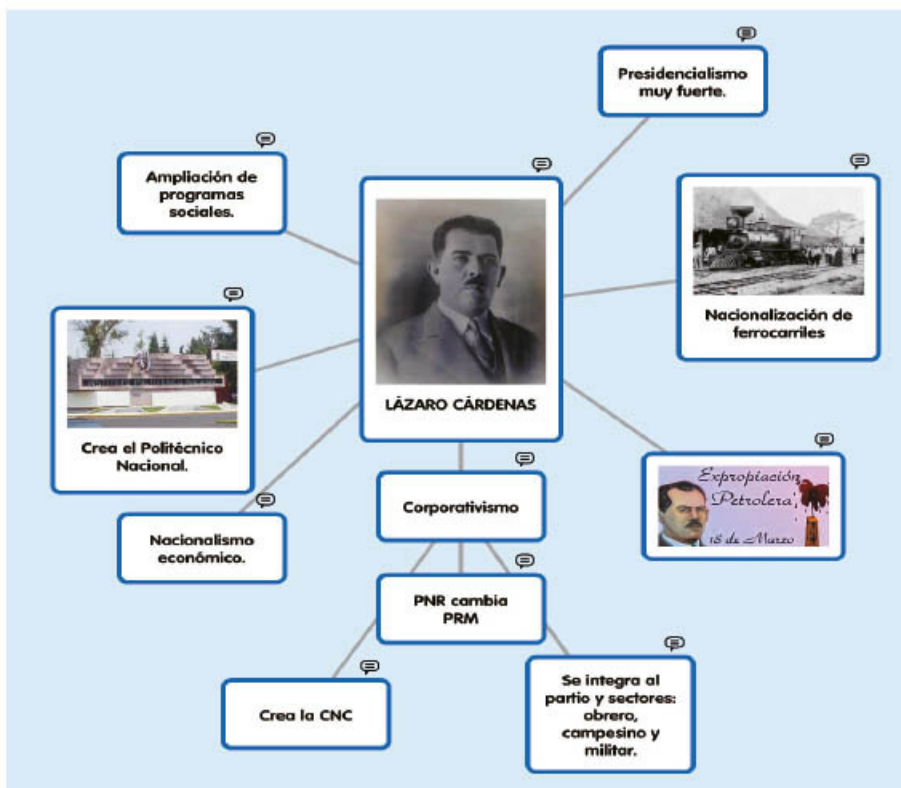 Presidencialismo
muy fuerte.
Ampliación de
programas
sociales.
Nacionalización de
ferrocarriles
LÁZARO CÁRDENAS
Crea el Politécnico
Nacional.
Expropiación
Petrolera
18 de Marzo
Corporativismo
Nacionalismo
económico.
PNR cambia
PRM
Crea la CNC
Se integra al
partio y sectores:
obrero,
campesino y
militar.